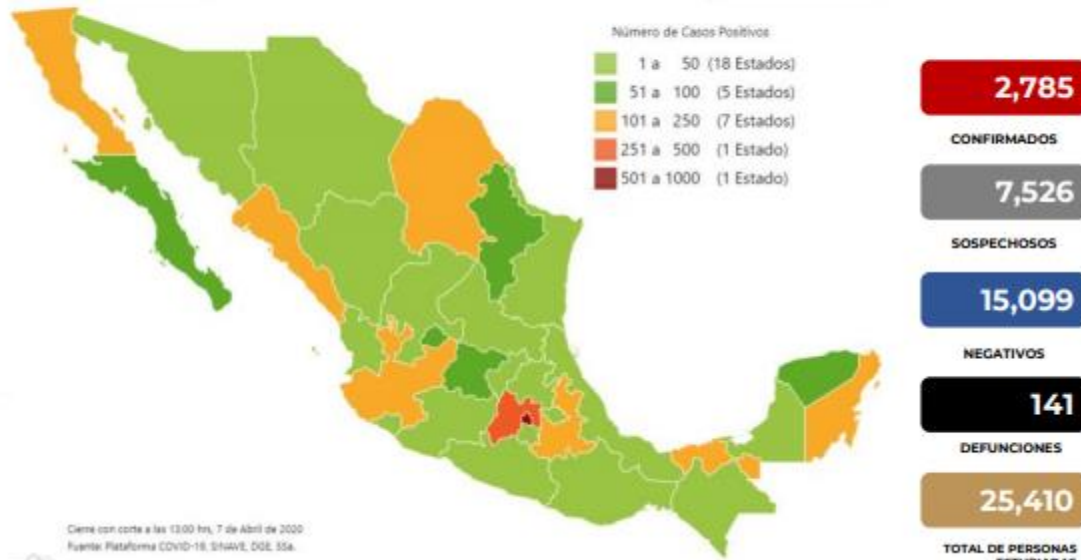 Número de Casos Positivos
1 a 50 (18 Estados)
51 a 100 (5 Estados)
101 a 250 (7 Estados)
251 a 500 (1 Estado)
501 a 1000 (1 Estado)
2,785
CONFIRMADOS
7,526
SOSPECHOSOS
15,099
NEGATIVOS
141
DEFUNCIONES
25,410
TOTAL DE PERSONAS
ESTUDIADAS
Cierre con corte a las 13:00 hrs, 7 de Abril de 2020
Fuente: Plataforma COVID-19, SINAVE, DGE, SSa.